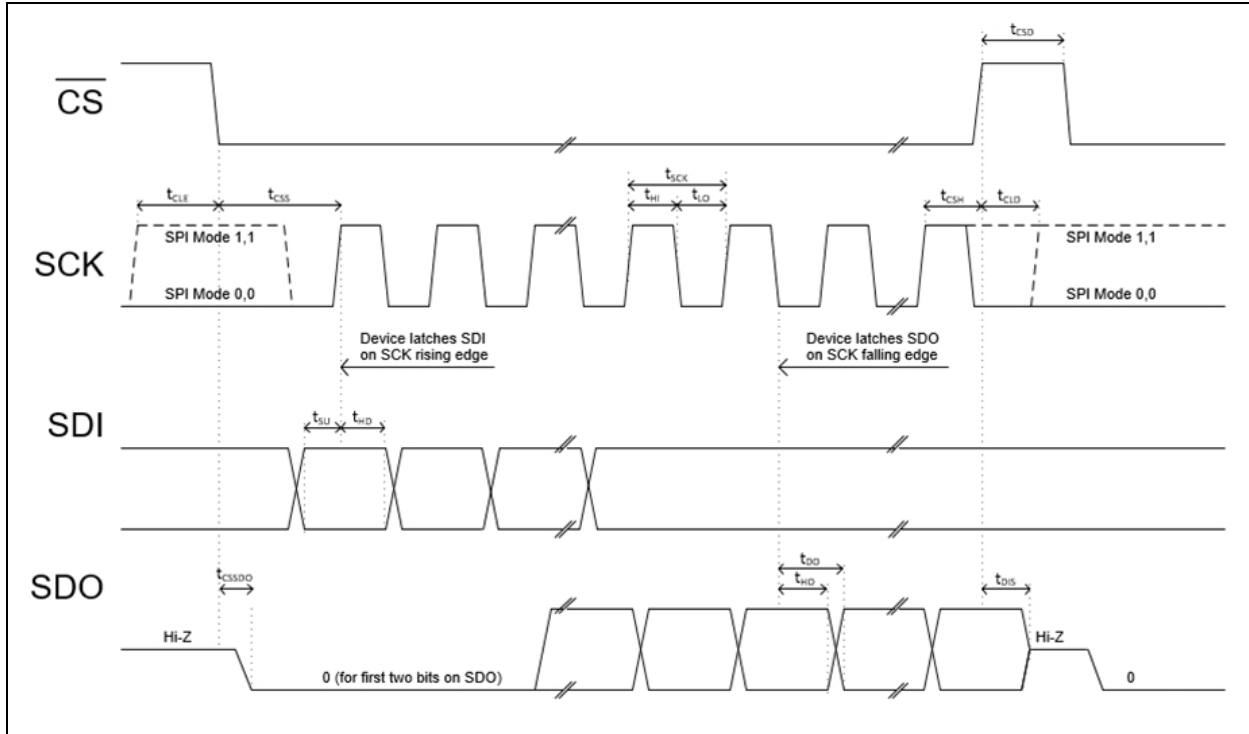 tCSD
CS
tSCK
tCLE
tCSS
tHI
tLO
tCSH
tCLD
SPI Mode 1,1
SPI Mode 1,1
SCK
SPI Mode 0,0
SPI Mode 0,0
Device latches SDI
on SCK rising edge
Device latches SDO
on SCK falling edge
SDI
tSU
tHD
tDO
tCSSDO
tHO
tDIS
SDO
Hi-Z
Hi-Z
0 (for first two bits on SDO)
0